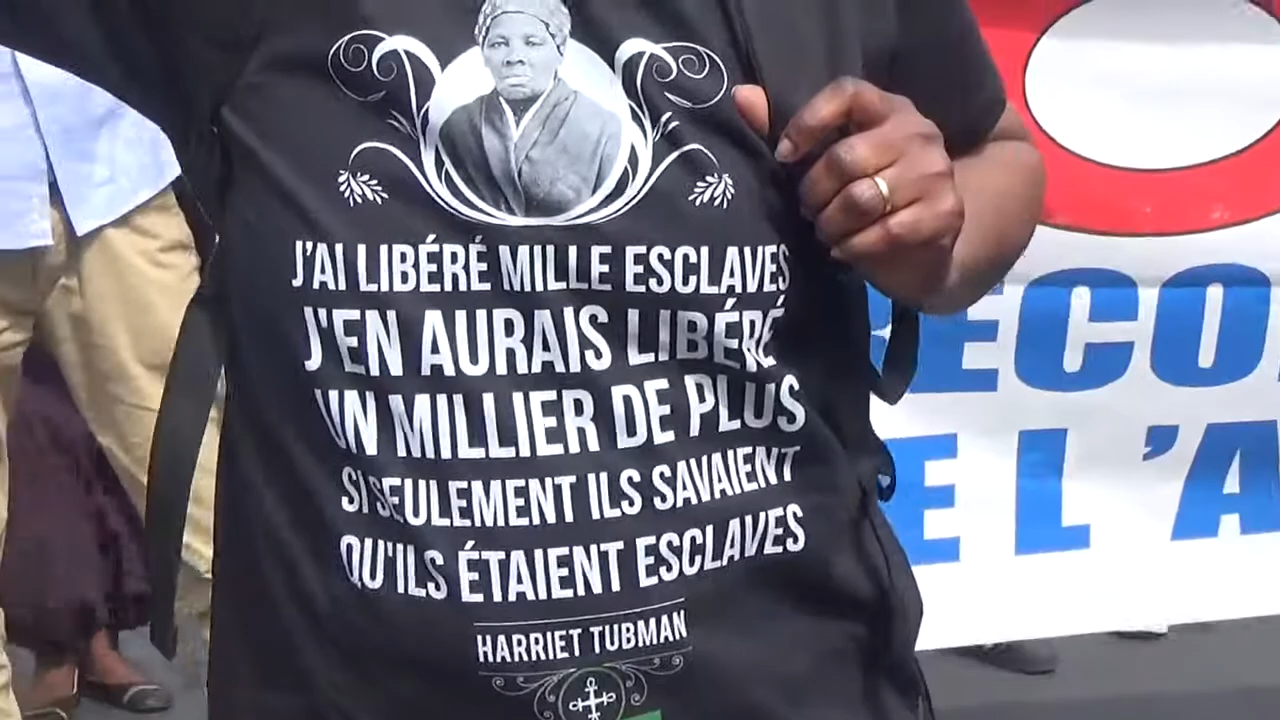 J'AI LIBÉRÉ MILLE ESCLAVES
J'EN AURAIS LIBÉRÉ
UN MILLIER DE PLUS
SI SEULEMENT ILS SAVAIENT
QU'ILS ÉTAIENT ESCLAVES
HARRIET TUBMAN
RECO
E L'A